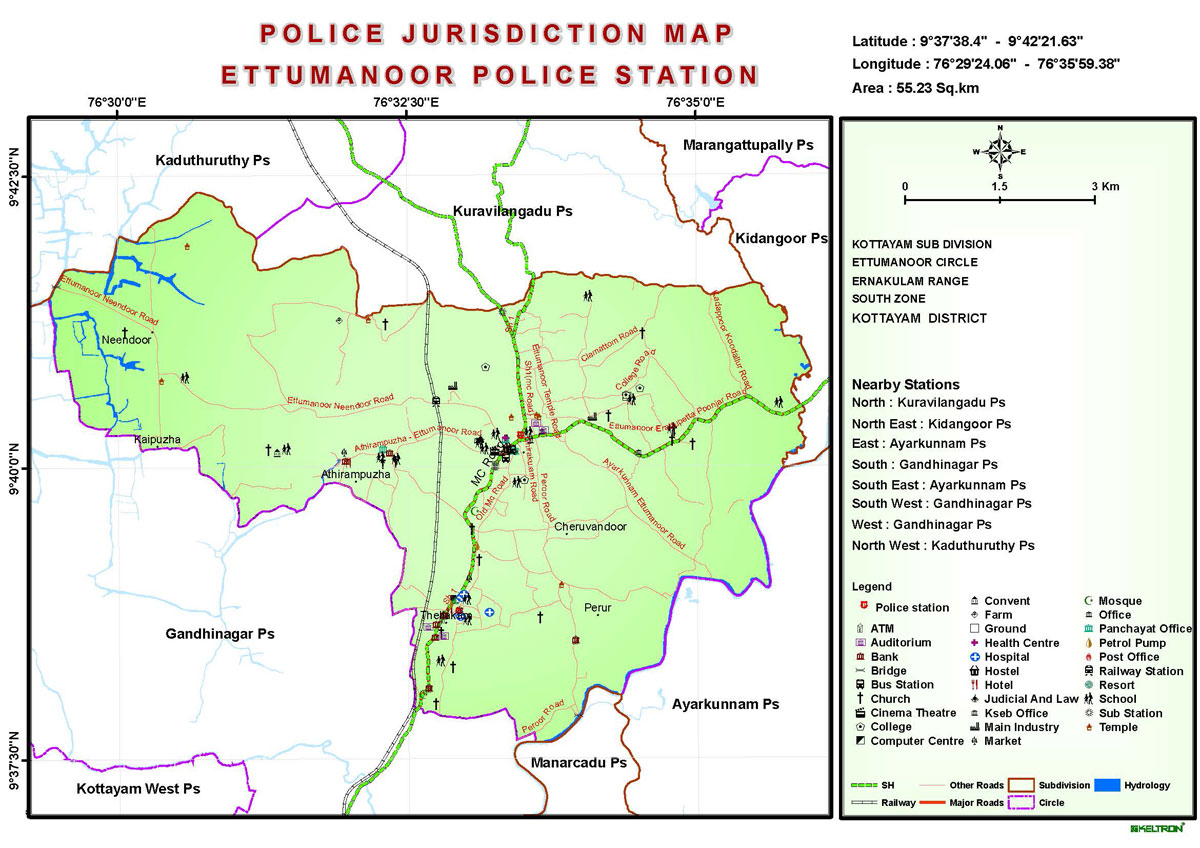 POLICE JURISDICTION MAP
ETTUMANOOR POLICE STATION
Latitude : 9°37'38.4" - 9°42'21.63"
Longitude : 76°29'24.06" - 76°35'59.38"
Area : 55.23 Sq.km
76°30'0"E
76°32'30"E
76°35'0"E
9°42'30"N
9°40'0"N
9°37'30"N
Kaduthuruthy Ps
Marangattupally Ps
Kuravilangadu Ps
Kidangoor Ps
Ettumanoor Neendoor Road
Neendoor
Clamattom Road
College Road
Kadappoor Koodallur Road
Ettumanoor Temple Road
Sh1(mc Road)
Ettumanoor Neendoor Road
Ettumanoor Erattupetta Poonjar Road
Athirampuzha - Ettumanoor Road
Kaipuzha
Athirampuzha
MC Road
Old Mc Road
Peroor Road
Ayarkunnam Ettumanoor Road
Cheruvandoor
Perur
Gandhinagar Ps
Ayarkunnam Ps
Peroor Road
Manarcadu Ps
Kottayam West Ps
N
W
E
S
0
1.5
3 Km
KOTTAYAM SUB DIVISION
ETTUMANOOR CIRCLE
ERNAKULAM RANGE
SOUTH ZONE
KOTTAYAM DISTRICT
Nearby Stations
North : Kuravilangadu Ps
North East : Kidangoor Ps
East : Ayarkunnam Ps
South : Gandhinagar Ps
South East : Ayarkunnam Ps
South West : Gandhinagar Ps
West : Gandhinagar Ps
North West : Kaduthuruthy Ps
Legend
Police station
ATM
Auditorium
Bank
Bridge
Bus Station
Church
Cinema Theatre
College
Computer Centre
Convent
Farm
Ground
Health Centre
Hospital
Hostel
Hotel
Judicial And Law
Kseb Office
Main Industry
Market
Mosque
Office
Panchayat Office
Petrol Pump
Post Office
Railway Station
Resort
School
Sub Station
Temple
SH
Other Roads
Subdivision
Hydrology
Railway
Major Roads
Circle
KELTRON